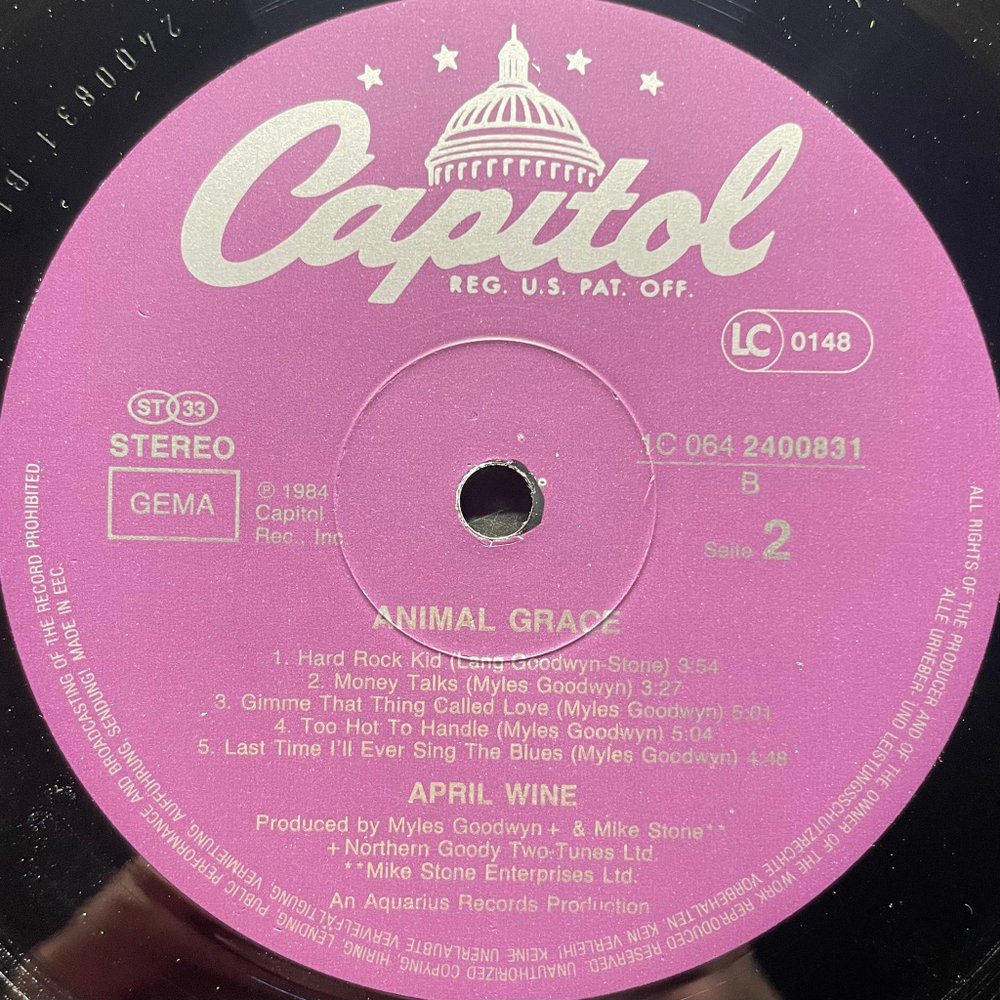 2400831 B1
Capitol
REG. U.S. PAT. OFF.
LC 0148
ST 33
STEREO
GEMA
℗ 1984
Capitol
Rec., Inc
1C 064 2400831
B
Seite 2
ANIMAL GRACE
1. Hard Rock Kid (Lang-Goodwyn-Stone) 3:54
2. Money Talks (Myles Goodwyn) 3:27
3. Gimme That Thing Called Love (Myles Goodwyn) 5:01
4. Too Hot To Handle (Myles Goodwyn) 5:04
5. Last Time I'll Ever Sing The Blues (Myles Goodwyn) 4:48
APRIL WINE
Produced by Myles Goodwyn + & Mike Stone**
+ Northern Goody Two-Tunes Ltd.
**Mike Stone Enterprises Ltd.
An Aquarius Records Production
ALL RIGHTS OF THE PRODUCER AND OF THE OWNER OF THE WORK REPRODUCED RESERVED. UNAUTHORIZED COPYING, HIRING, LENDING, PUBLIC PERFORMANCE AND BROADCASTING OF THE RECORD PROHIBITED.
ALLE URHEBER- UND LEISTUNGSSCHUTZRECHTE VORBEHALTEN. KEIN VERLEIH! KEINE UNERLAUBTE VERVIELFÄLTIGUNG, VERMIETUNG, AUFFÜHRUNG, SENDUNG! MADE IN EEC.